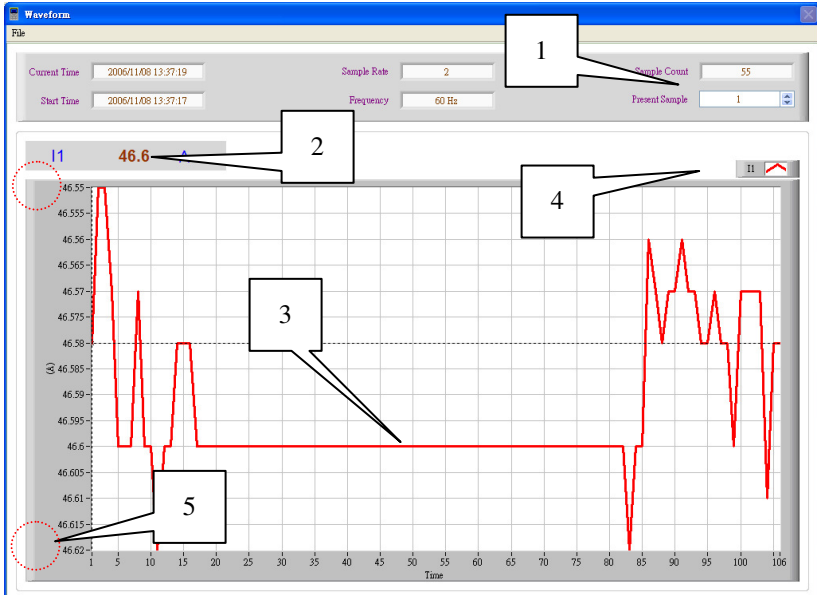 Waveform
File
Current Time 2006/11/08 13:37:19 Sample Rate 2 Sample Count 55
Start Time 2006/11/08 13:37:17 Frequency 60 Hz Present Sample 1
1
I1 46.6 A
2
I1
4
46.55
46.555
46.56
46.565
46.57
46.575
46.58
46.585
46.59
46.595
46.6
46.605
46.61
46.615
46.62
(A)
3
5
1 5 10 15 20 25 30 35 40 45 50 55 60 65 70 75 80 85 90 95 100 106
Time